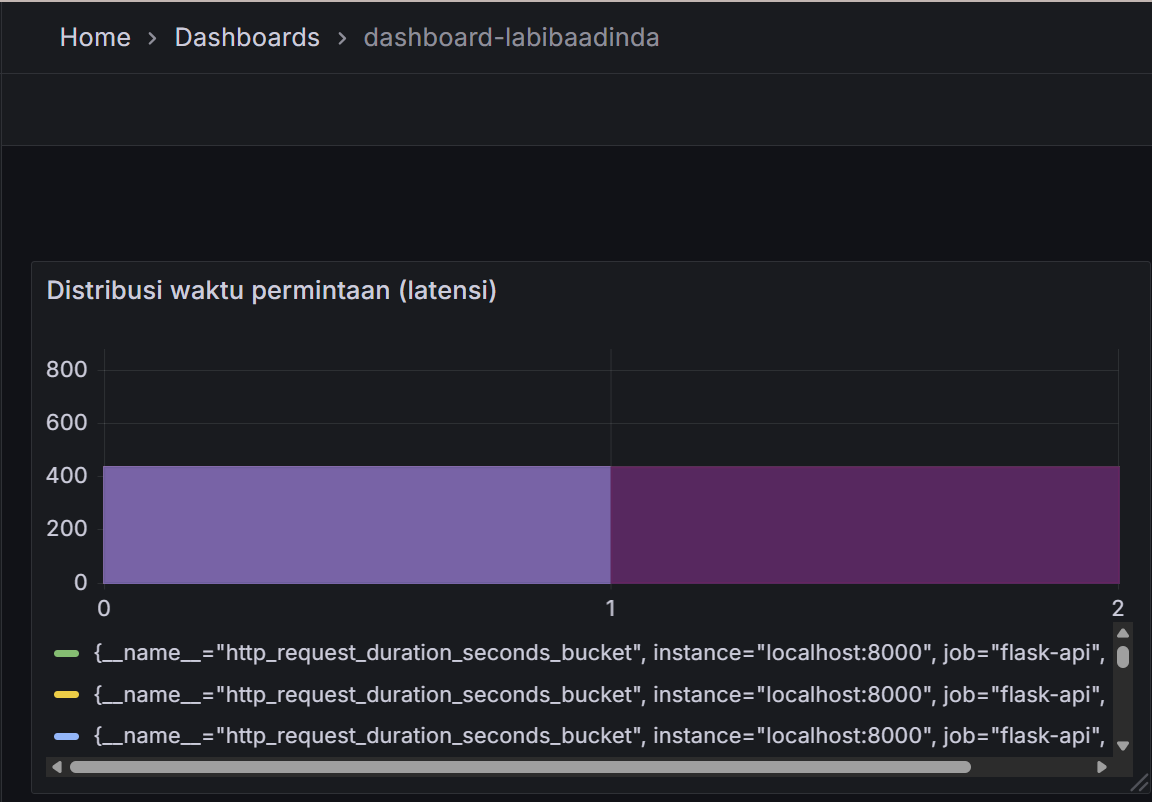 Home › Dashboards › dashboard-labibaadinda
Distribusi waktu permintaan (latensi)
800
600
400
200
0
0 1 2
{__name__="http_request_duration_seconds_bucket", instance="localhost:8000", job="flask-api",
{__name__="http_request_duration_seconds_bucket", instance="localhost:8000", job="flask-api",
{__name__="http_request_duration_seconds_bucket", instance="localhost:8000", job="flask-api",